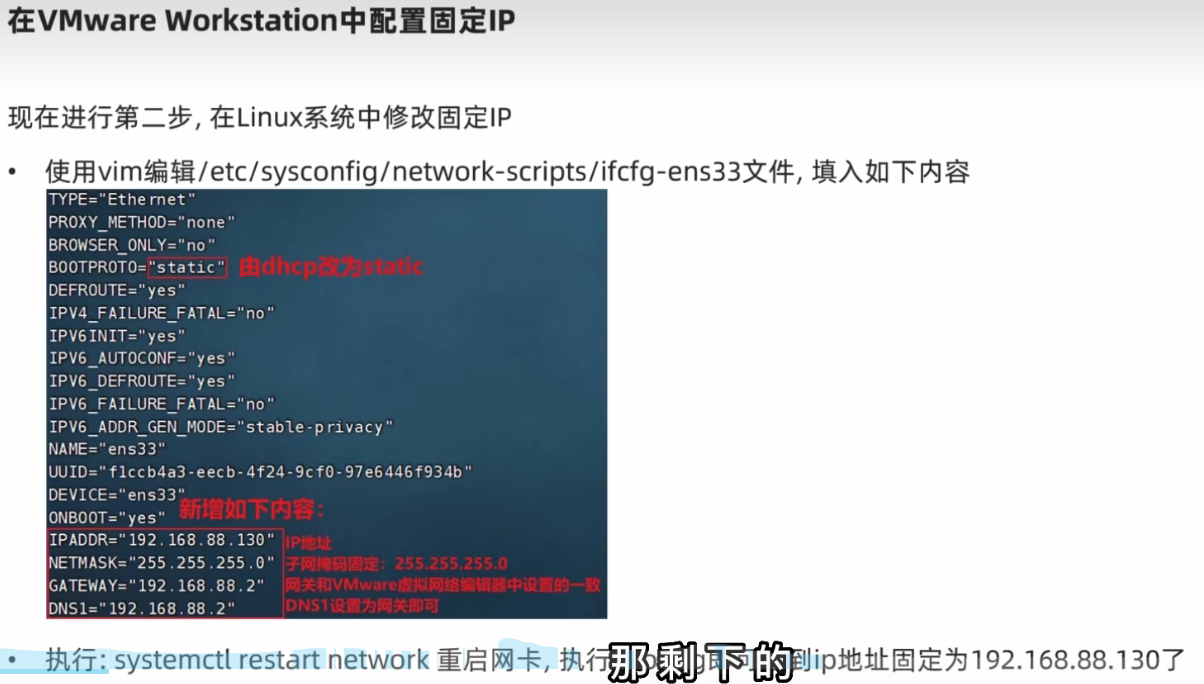 在VMware Workstation中配置固定IP
现在进行第二步, 在Linux系统中修改固定IP
• 使用vim编辑/etc/sysconfig/network-scripts/ifcfg-ens33文件, 填入如下内容
TYPE="Ethernet"
PROXY_METHOD="none"
BROWSER_ONLY="no"
BOOTPROTO="static" 由dhcp改为static
DEFROUTE="yes"
IPV4_FAILURE_FATAL="no"
IPV6INIT="yes"
IPV6_AUTOCONF="yes"
IPV6_DEFROUTE="yes"
IPV6_FAILURE_FATAL="no"
IPV6_ADDR_GEN_MODE="stable-privacy"
NAME="ens33"
UUID="f1ccb4a3-eecb-4f24-9cf0-97e6446f934b"
DEVICE="ens33"
ONBOOT="yes" 新增如下内容：
IPADDR="192.168.88.130" IP地址
NETMASK="255.255.255.0" 子网掩码固定：255.255.255.0
GATEWAY="192.168.88.2" 网关和VMware虚拟网络编辑器中设置的一致
DNS1="192.168.88.2" DNS1设置为网关即可
• 执行: systemctl restart network 重启网卡, 执行 到ip地址固定为192.168.88.130了
那剩下的